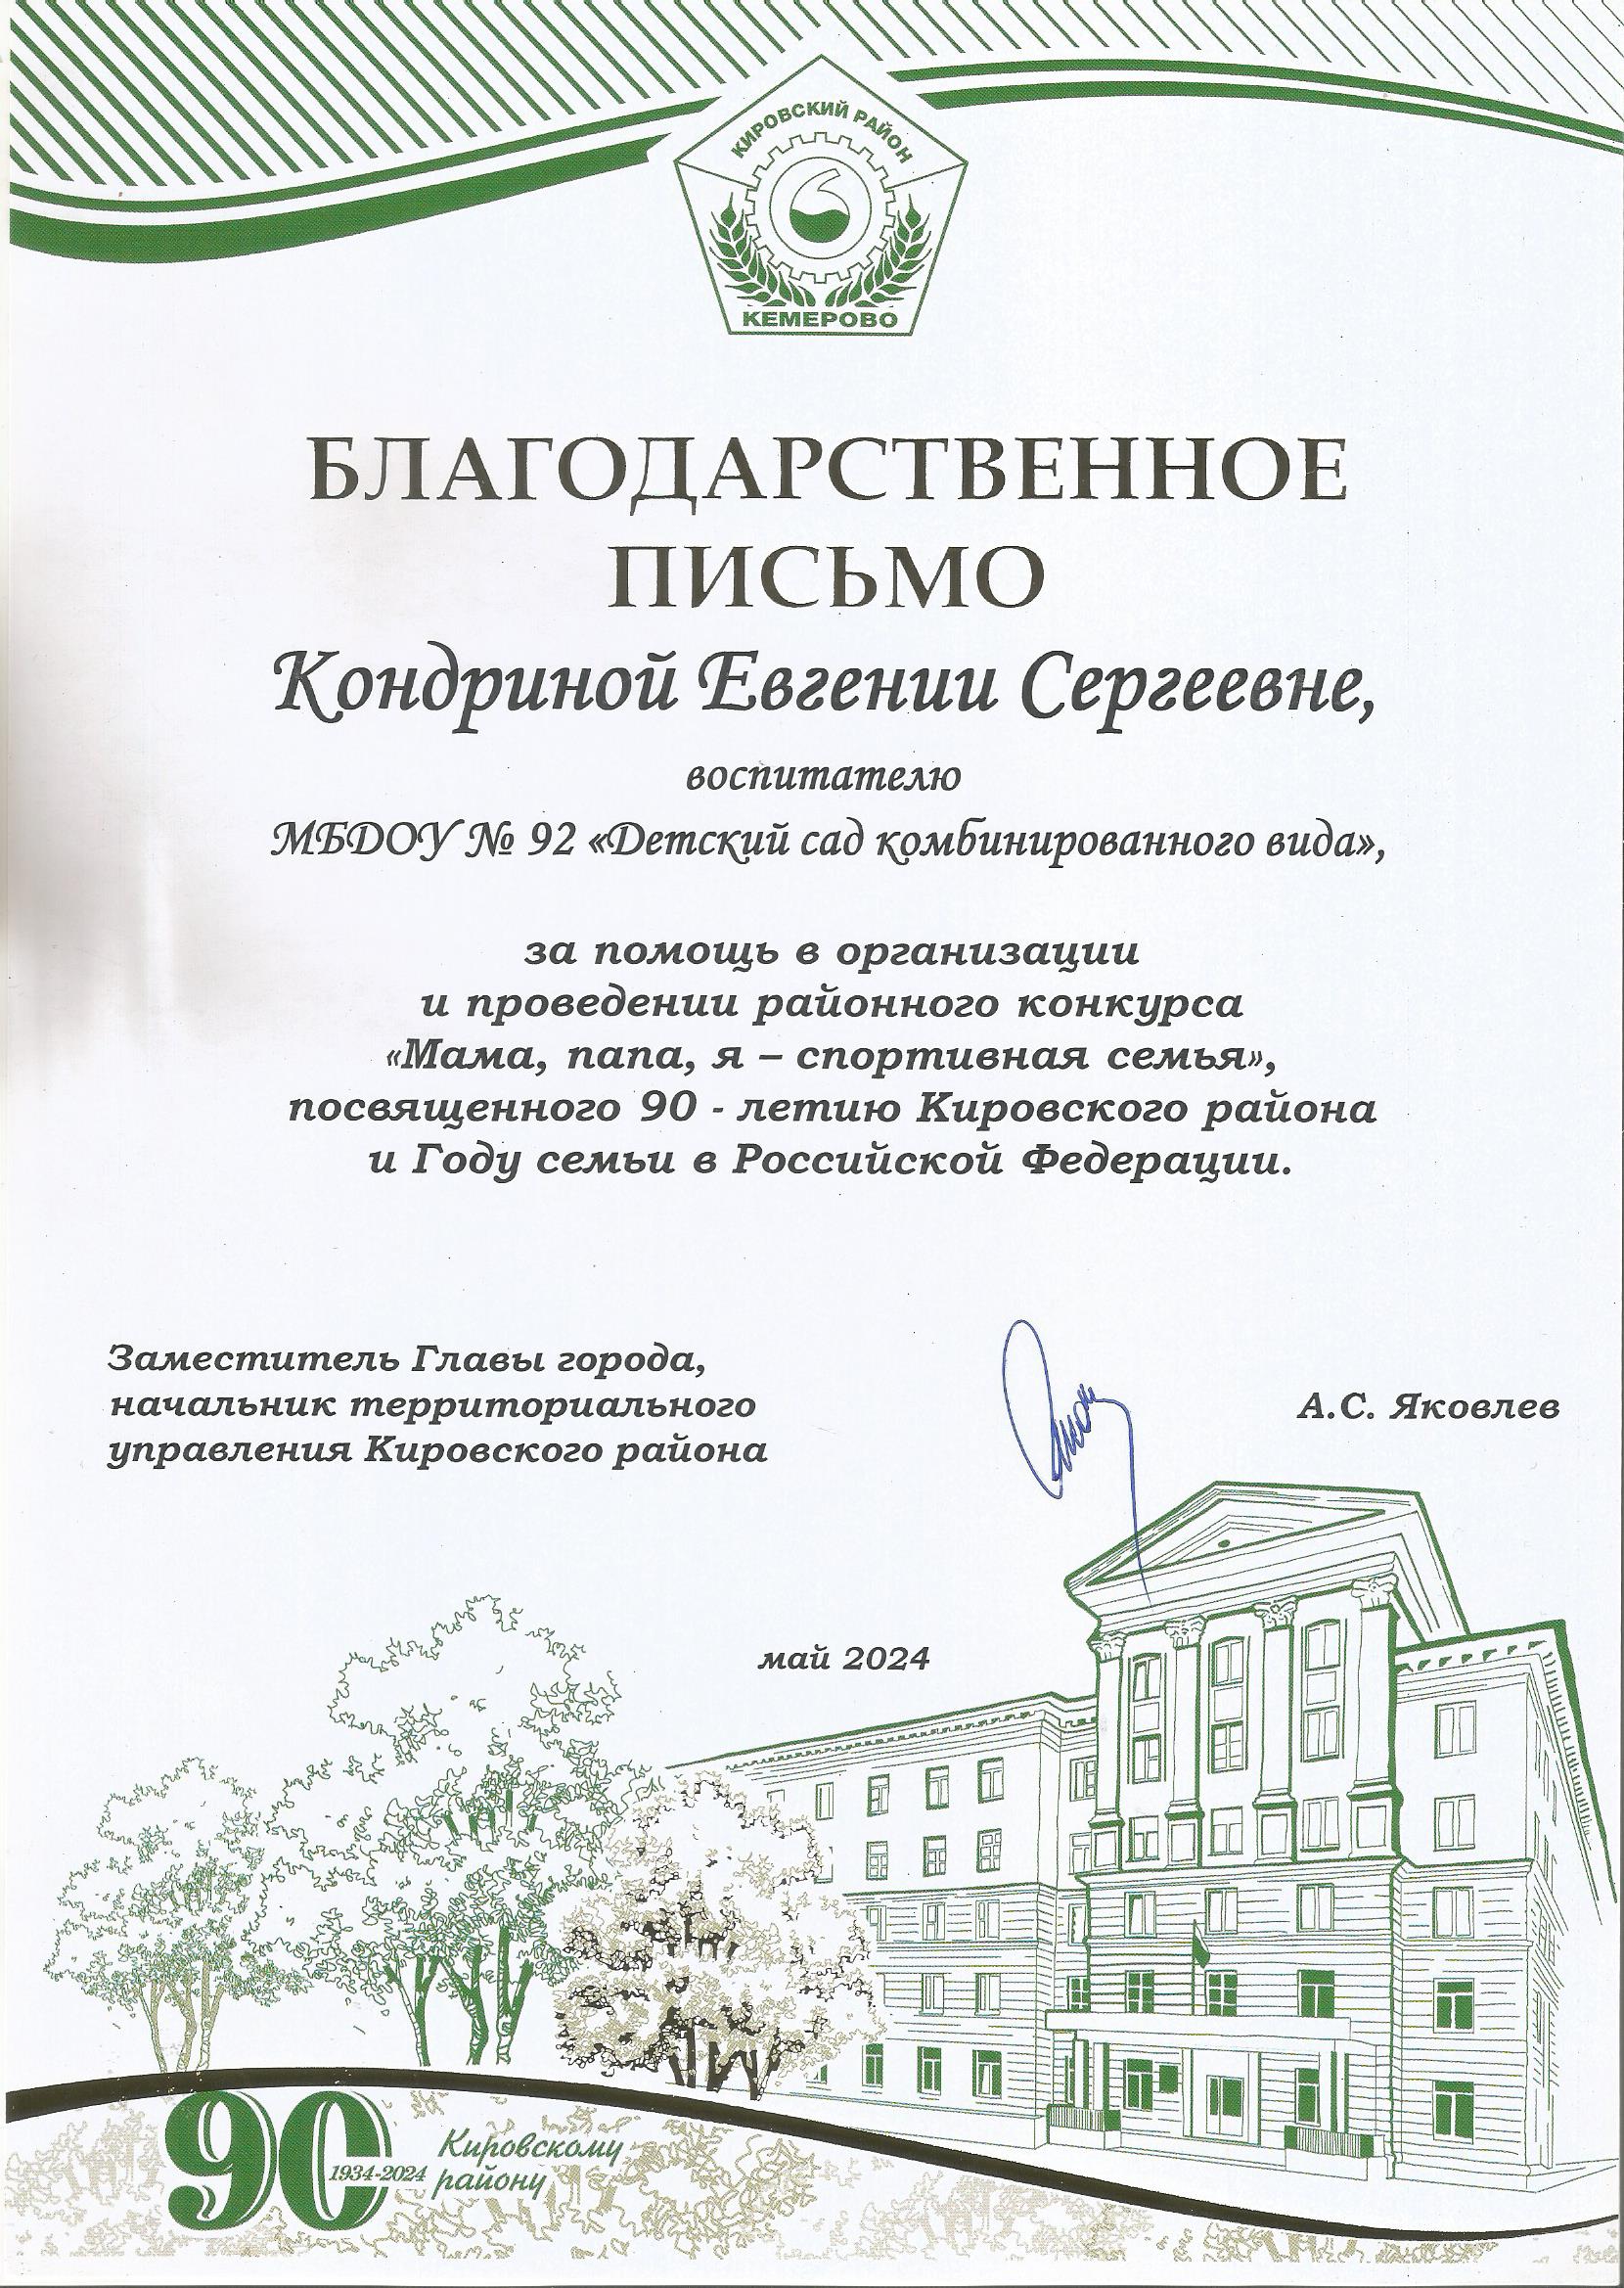 КИРОВСКИЙ РАЙОН
КЕМЕРОВО
БЛАГОДАРСТВЕННОЕ
ПИСЬМО
Кондриной Евгении Сергеевне,
воспитателю
МБДОУ № 92 «Детский сад комбинированного вида»,
за помощь в организации
и проведении районного конкурса
«Мама, папа, я – спортивная семья»,
посвященного 90 - летию Кировского района
и Году семьи в Российской Федерации.
Заместитель Главы города,
начальник территориального
управления Кировского района
А.С. Яковлев
май 2024
90
1934-2024
Кировскому
району